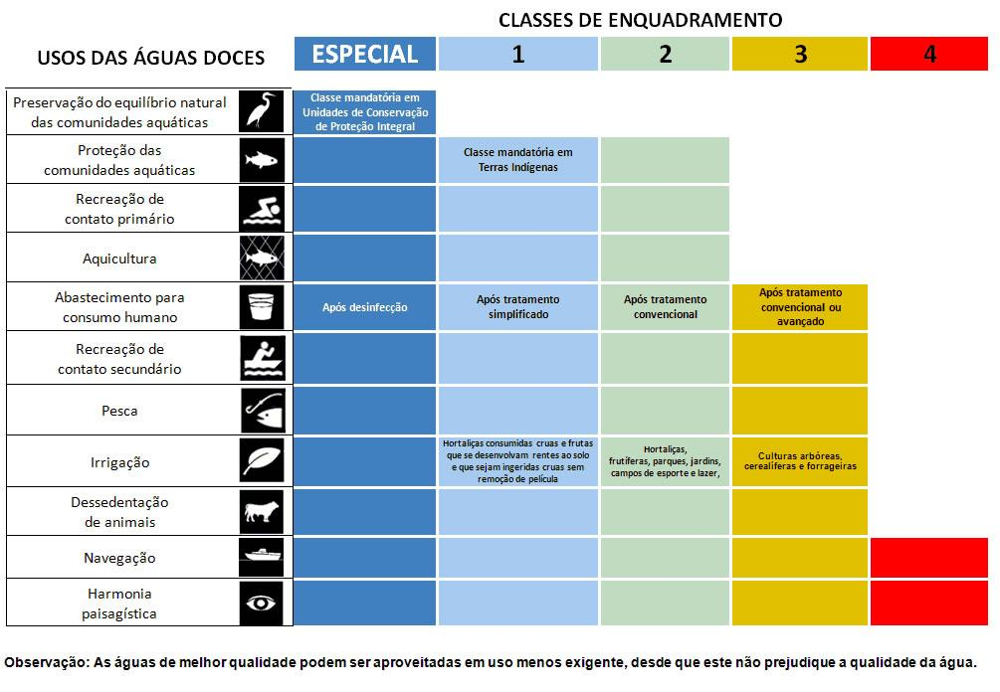 CLASSES DE ENQUADRAMENTO
USOS DAS ÁGUAS DOCES
ESPECIAL
1
2
3
4
Preservação do equilíbrio natural
das comunidades aquáticas
Classe mandatória em
Unidades de Conservação
de Proteção Integral
Proteção das
comunidades aquáticas
Classe mandatória em
Terras Indígenas
Recreação de
contato primário
Aquicultura
Abastecimento para
consumo humano
Após desinfecção
Após tratamento
simplificado
Após tratamento
convencional
Após tratamento
convencional ou
avançado
Recreação de
contato secundário
Pesca
Irrigação
Hortaliças consumidas cruas e frutas
que se desenvolvam rentes ao solo
e que sejam ingeridas cruas sem
remoção de película
Hortaliças,
frutíferas, parques, jardins,
campos de esporte e lazer,
Culturas arbóreas,
cerealíferas e forrageiras
Dessedentação
de animais
Navegação
Harmonia
paisagística
Observação: As águas de melhor qualidade podem ser aproveitadas em uso menos exigente, desde que este não prejudique a qualidade da água.